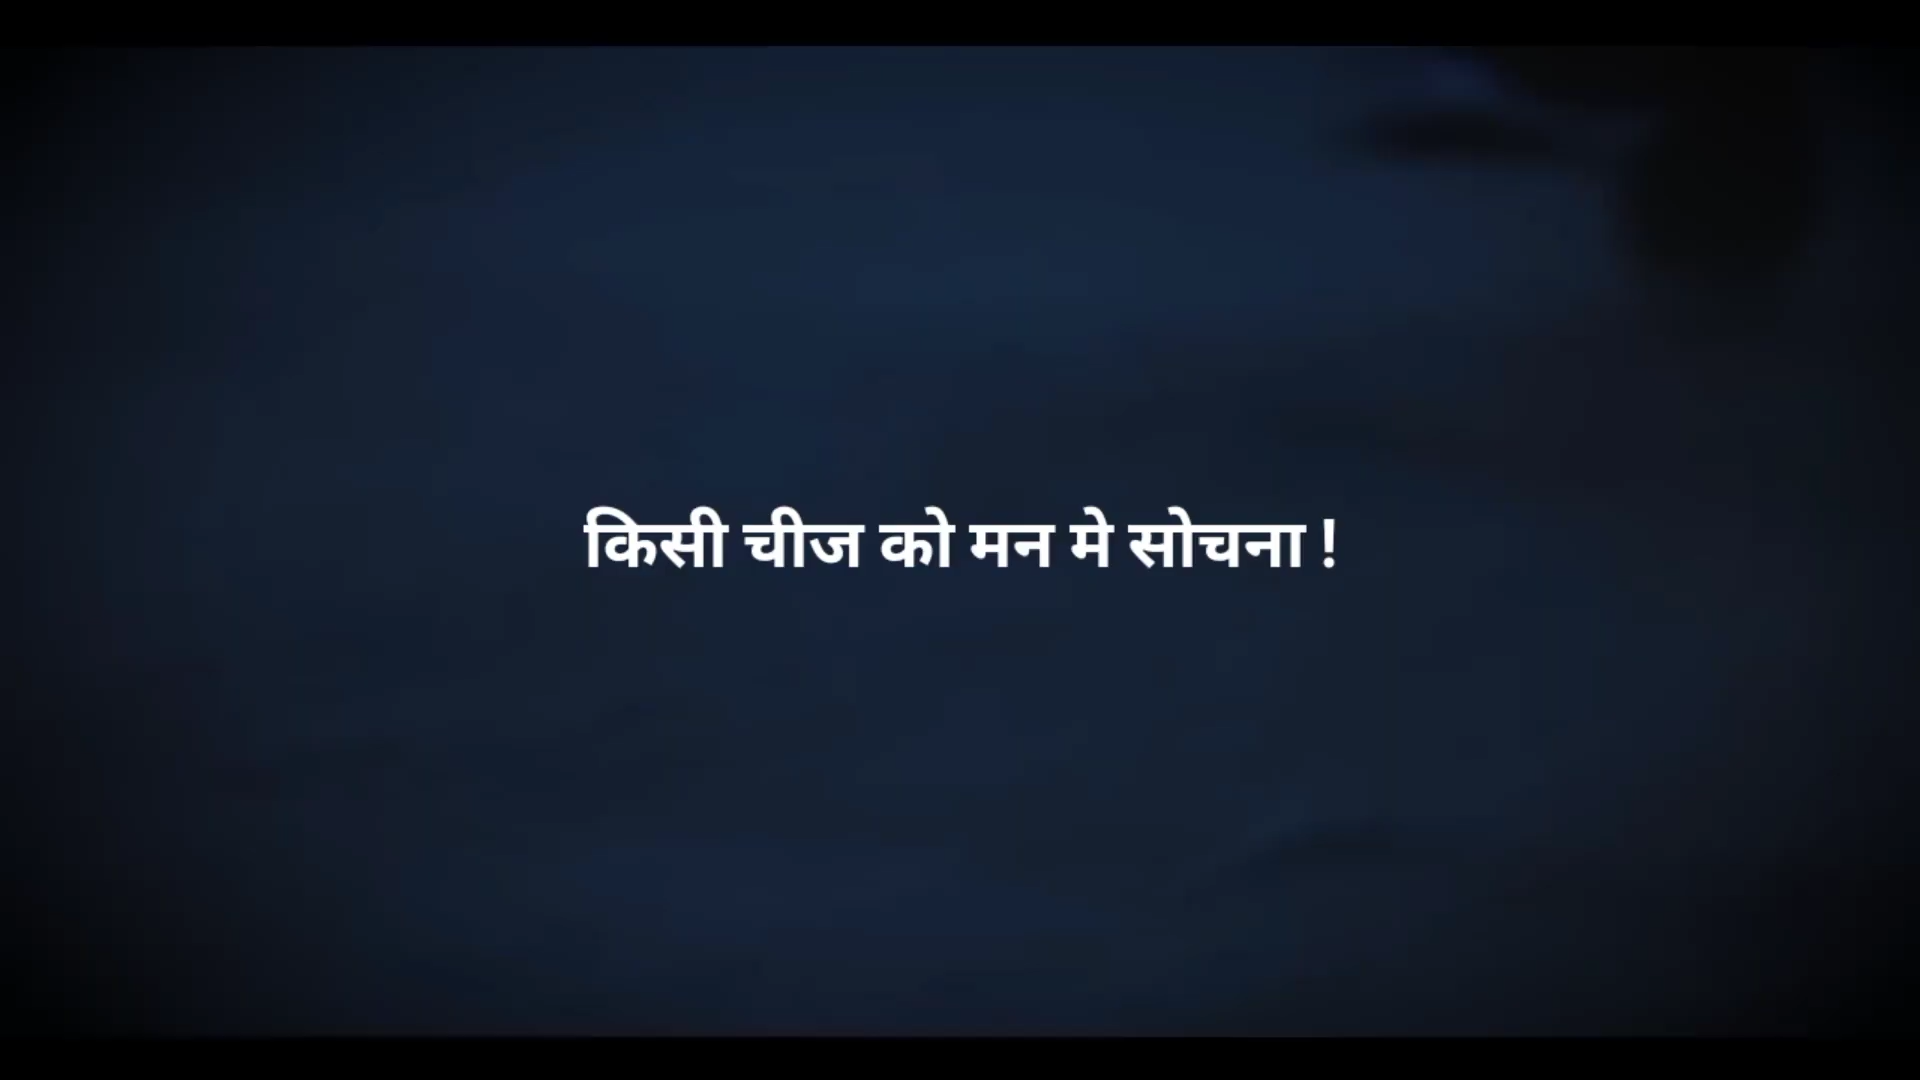 किसी चीज को मन मे सोचना !